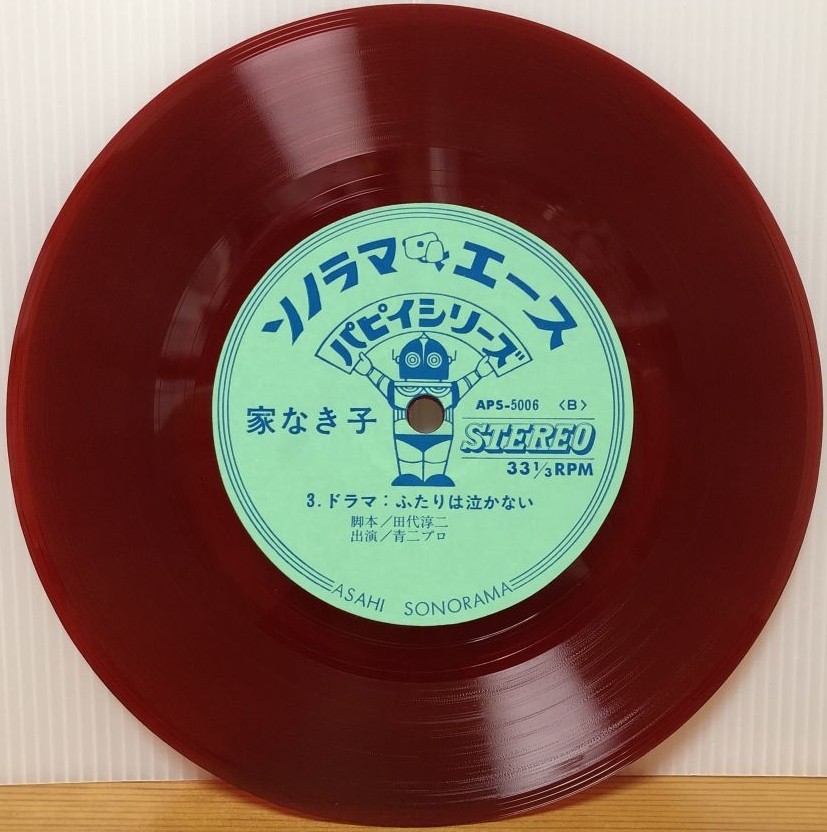 ソノラマエース
パピイシリーズ
家なき子
APS-5006 〈B〉
STEREO
33 1/3 RPM
3.ドラマ:ふたりは泣かない
脚本/田代淳二
出演/青二プロ
ASAHI SONORAMA